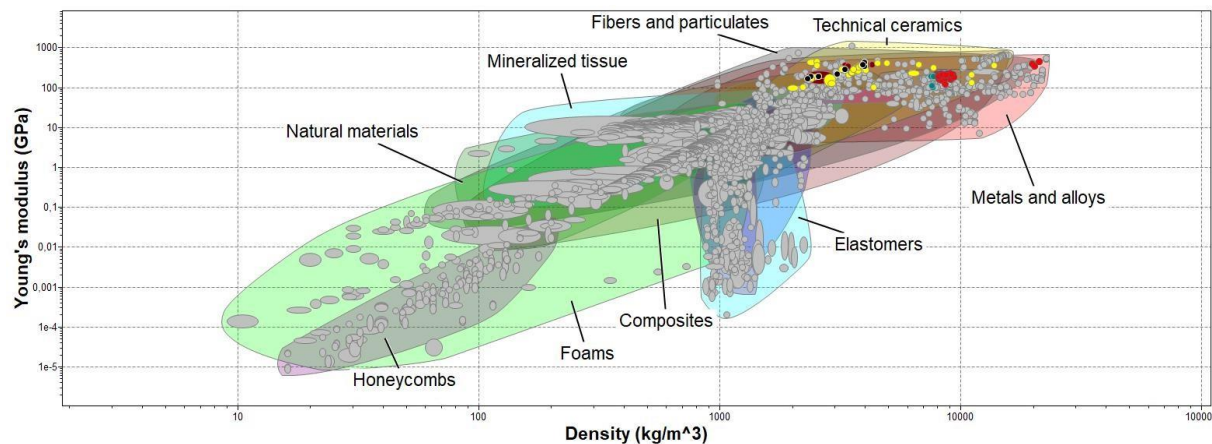 Fibers and particulates
Technical ceramics
Mineralized tissue
Natural materials
Metals and alloys
Elastomers
Composites
Foams
Honeycombs
Young's modulus (GPa)
1000
100
10
1
0,1
0,01
0,001
1e-4
1e-5
10
100
1000
10000
10000
Density (kg/m^3)